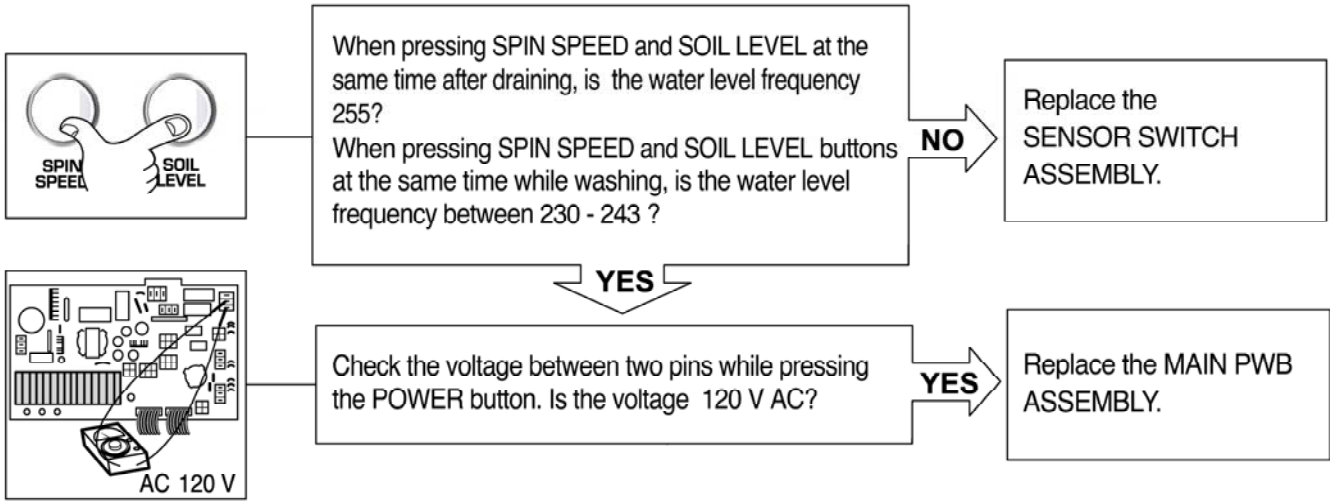 SPIN
SPEED
SOIL
LEVEL
When pressing SPIN SPEED and SOIL LEVEL at the
same time after draining, is the water level frequency
255?
When pressing SPIN SPEED and SOIL LEVEL buttons
at the same time while washing, is the water level
frequency between 230 - 243 ?
NO
Replace the
SENSOR SWITCH
ASSEMBLY.
YES
AC 120 V
Check the voltage between two pins while pressing
the POWER button. Is the voltage 120 V AC?
YES
Replace the MAIN PWB
ASSEMBLY.